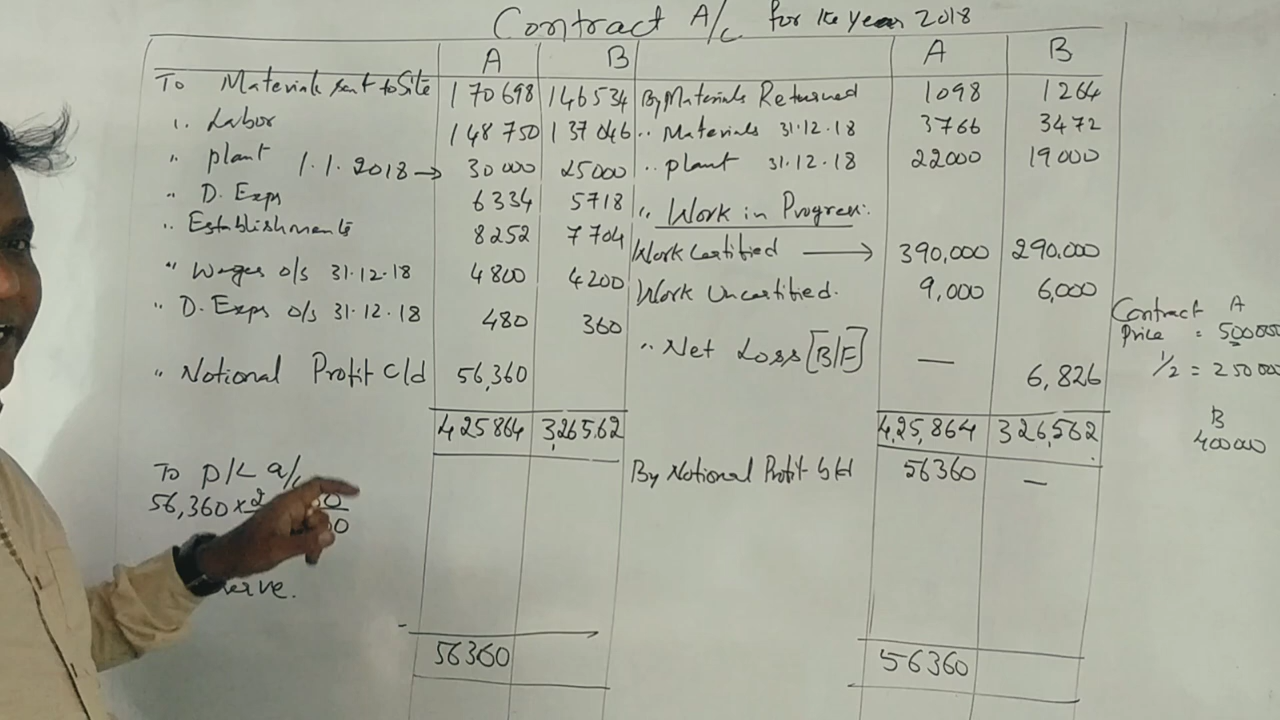 Contract A/c for the year 2018
A B A B
To Materials sent to Site 170698 146534 By Materials Returned 1098 1264
" Labor 148750 137046 " Materials 31.12.18 3766 3472
" plant 1.1.2018 → 30000 25000 " plant 31.12.18 22000 19000
" D. Exps 6334 5718 " Work in Progress:
" Establishments 8252 7704 Work Certified → 390,000 290,000
" Wages o/s 31.12.18 4800 4200 Work Uncertified. 9,000 6,000
" D. Exps o/s 31.12.18 480 360 " Net Loss [B/F] — 6,826
" Notional Profit C/d 56,360
425864 326562 4,25,864 326,562
To P/L a/c By Notional Profit b/d 56360 —
56,360 × 2
erve.
56360 56360
Contract A
Price = 500000
1/2 = 250000
B
400000